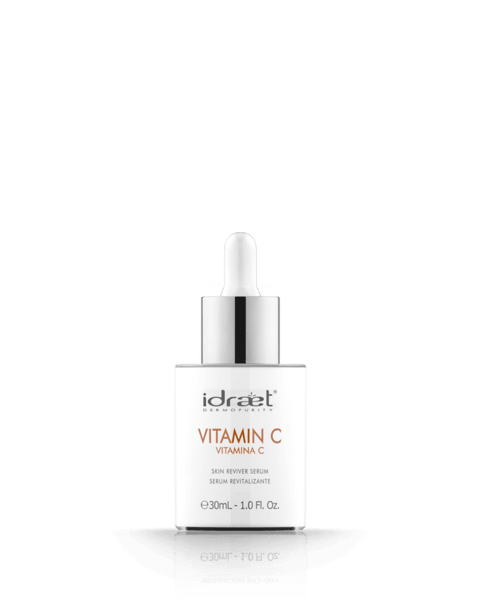 idraet®
DERMOPURITY
VITAMIN C
VITAMINA C
SKIN REVIVER SERUM
SERUM REVITALIZANTE
℮30mL - 1.0 Fl. Oz.